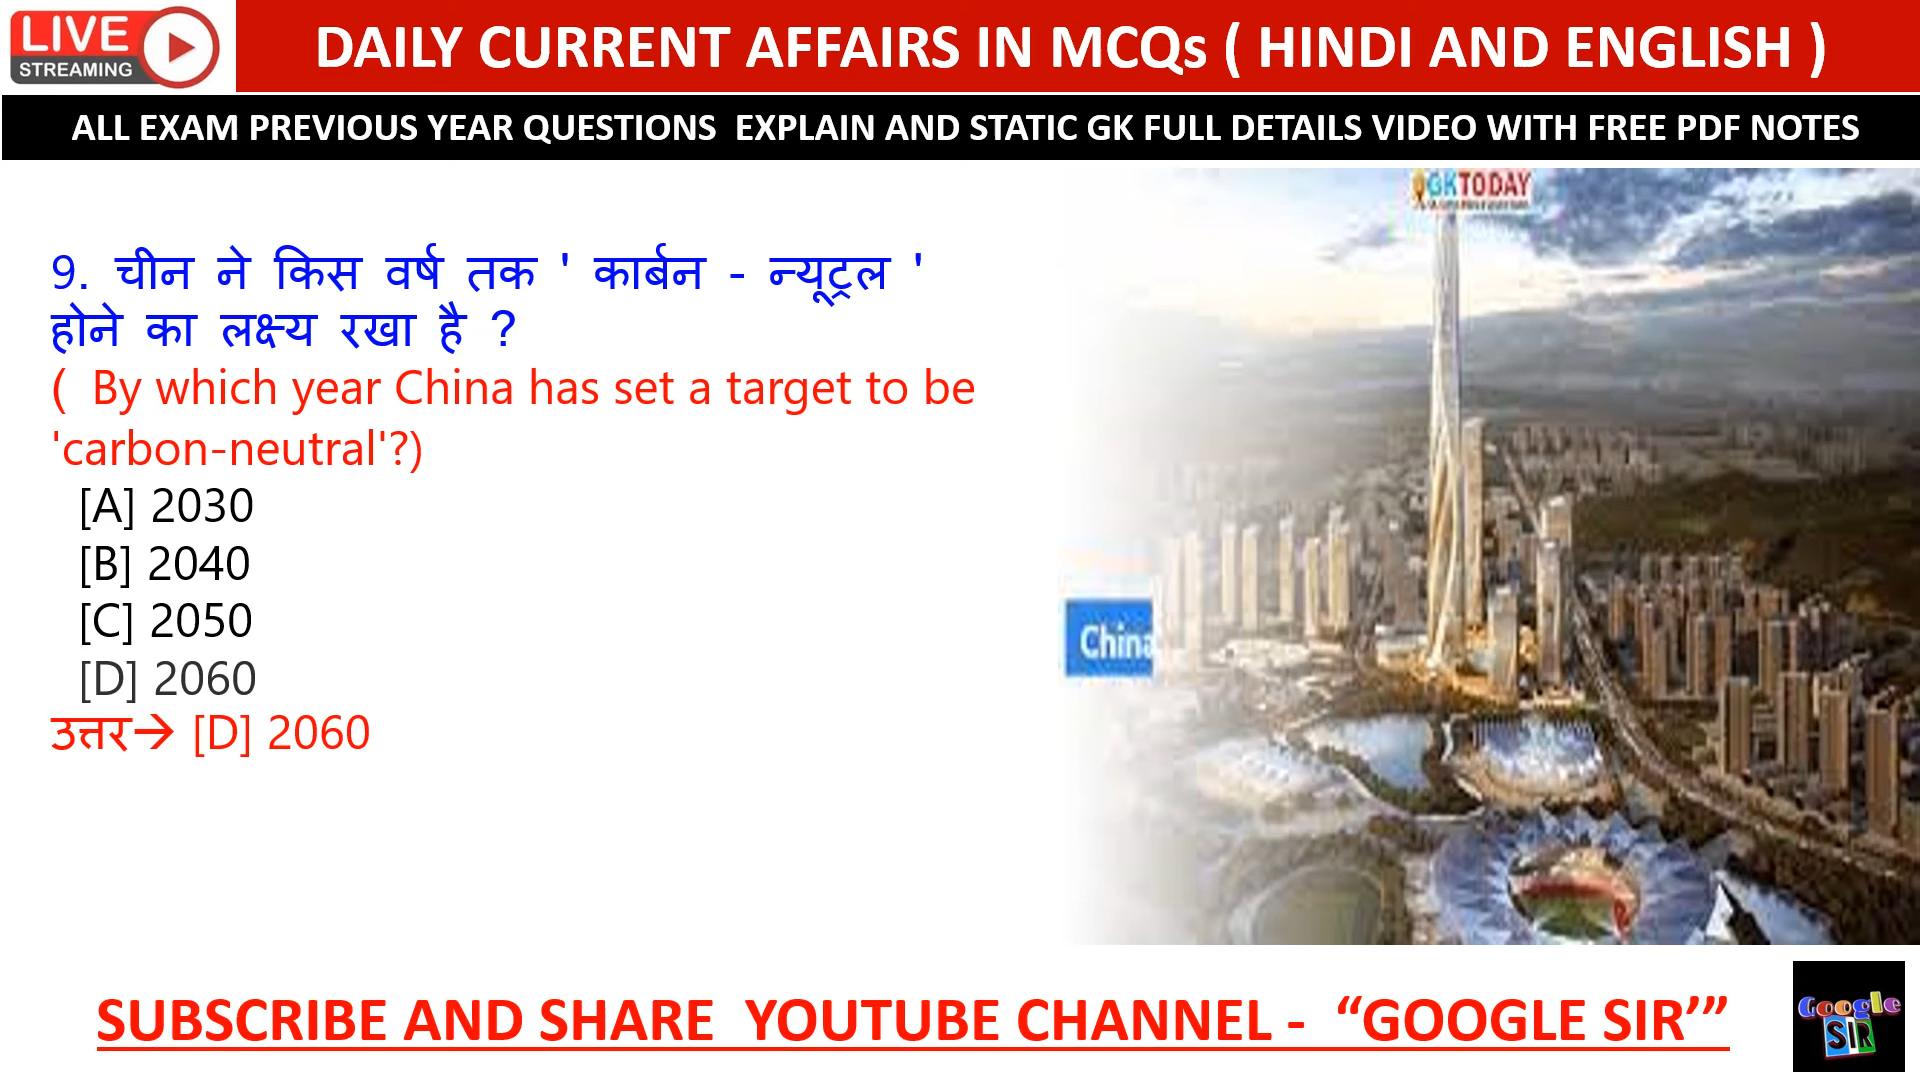 LIVE
STREAMING
DAILY CURRENT AFFAIRS IN MCQs ( HINDI AND ENGLISH )
ALL EXAM PREVIOUS YEAR QUESTIONS EXPLAIN AND STATIC GK FULL DETAILS VIDEO WITH FREE PDF NOTES
GKTODAY
9. चीन ने किस वर्ष तक ' कार्बन - न्यूट्रल '
होने का लक्ष्य रखा है ?
( By which year China has set a target to be
'carbon-neutral'?)
[A] 2030
[B] 2040
[C] 2050
[D] 2060
उत्तर→ [D] 2060
China
SUBSCRIBE AND SHARE YOUTUBE CHANNEL - “GOOGLE SIR’”
Google
SIR